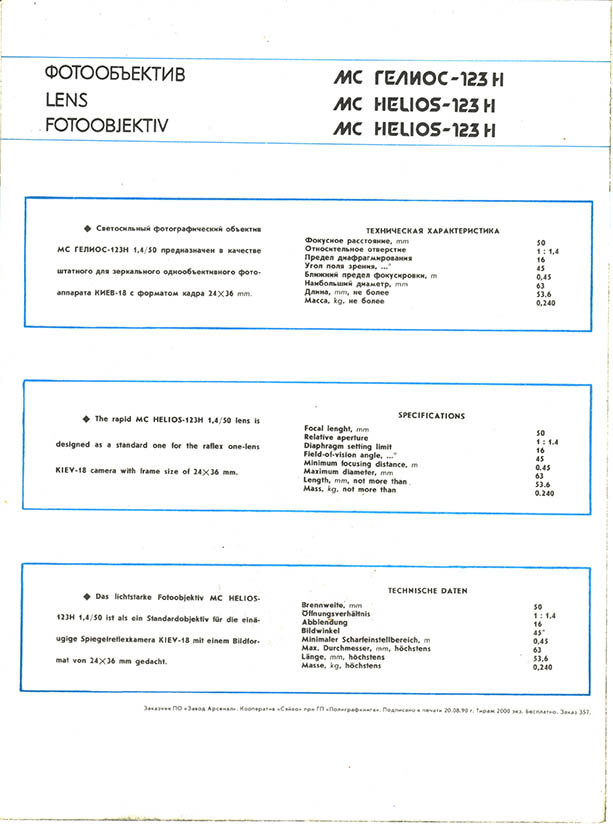 ФОТООБЪЕКТИВ
LENS
FOTOOBJEKTIV
МС ГЕЛИОС-123 Н
MC HELIOS-123 H
MC HELIOS-123 H
◆ Светосильный фотографический объектив
МС ГЕЛИОС-123Н 1,4/50 предназначен в качестве
штатного для зеркального однообъективного фото-
аппарата КИЕВ-18 с форматом кадра 24×36 mm.
ТЕХНИЧЕСКАЯ ХАРАКТЕРИСТИКА
Фокусное расстояние, mm 50
Относительное отверстие 1 : 1,4
Предел диафрагмирования 16
Угол поля зрения, ...° 45
Ближний предел фокусировки, m 0,45
Наибольший диаметр, mm 63
Длина, mm, не более 53,6
Масса, kg, не более 0,240
◆ The rapid MC HELIOS-123H 1,4/50 lens is
designed as a standard one for the raflex one-lens
KIEV-18 camera with frame size of 24×36 mm.
SPECIFICATIONS
Focal lenght, mm 50
Relative aperture 1 : 1.4
Diaphragm setting limit 16
Field-of-vision angle, ...° 45
Minimum focusing distance, m 0.45
Maximum diameter, mm 63
Length, mm, not more than 53.6
Mass, kg, not more than 0.240
◆ Das lichtstarke Fotoobjektiv MC HELIOS-
123H 1,4/50 ist als ein Standardobjektiv für die einä-
ugige Spiegelreflexkamera KIEV-18 mit einem Bildfor-
mat von 24×36 mm gedacht.
TECHNISCHE DATEN
Brennweite, mm 50
Öffnungsverhältnis 1 : 1,4
Abblendung 16
Bildwinkel 45°
Minimaler Scharfeinstellbereich, m 0,45
Max. Durchmesser, mm, höchstens 63
Länge, mm, höchstens 53,6
Masse, kg, höchstens 0,240
Заказчик ПО «Завод Арсенал». Кооператив «Сяйво» при ГП «Полиграфкнига». Подписано к печати 20.08.90 г. Тираж 2000 экз. Бесплатно. Заказ 357.